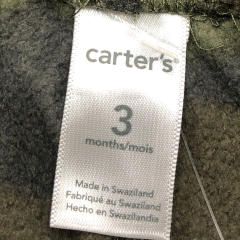 carter's®
3
months/mois
Made in Swaziland
Fabriqué au Swaziland
Hecho en Swazilandia